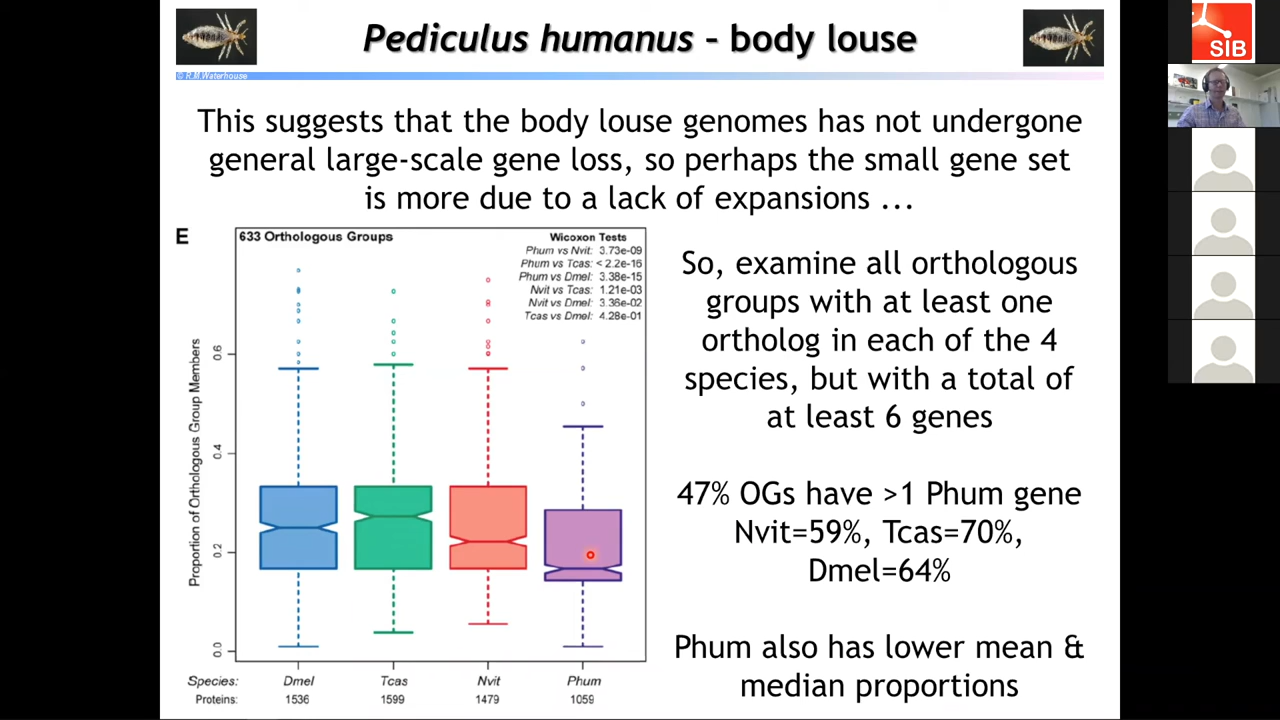 Pediculus humanus – body louse
© R.M.Waterhouse
This suggests that the body louse genomes has not undergone
general large-scale gene loss, so perhaps the small gene set
is more due to a lack of expansions ...
E
633 Orthologous Groups
Wicoxon Tests
Phum vs Nvit: 3.73e-09
Phum vs Tcas: < 2.2e-16
Phum vs Dmel: 3.38e-15
Nvit vs Tcas: 1.21e-03
Nvit vs Dmel: 3.36e-02
Tcas vs Dmel: 4.28e-01
Proportion of Orthologous Group Members
0.6
0.4
0.2
0.0
Species: Dmel Tcas Nvit Phum
Proteins: 1536 1599 1479 1059
So, examine all orthologous
groups with at least one
ortholog in each of the 4
species, but with a total of
at least 6 genes
47% OGs have >1 Phum gene
Nvit=59%, Tcas=70%,
Dmel=64%
Phum also has lower mean &
median proportions
SIB